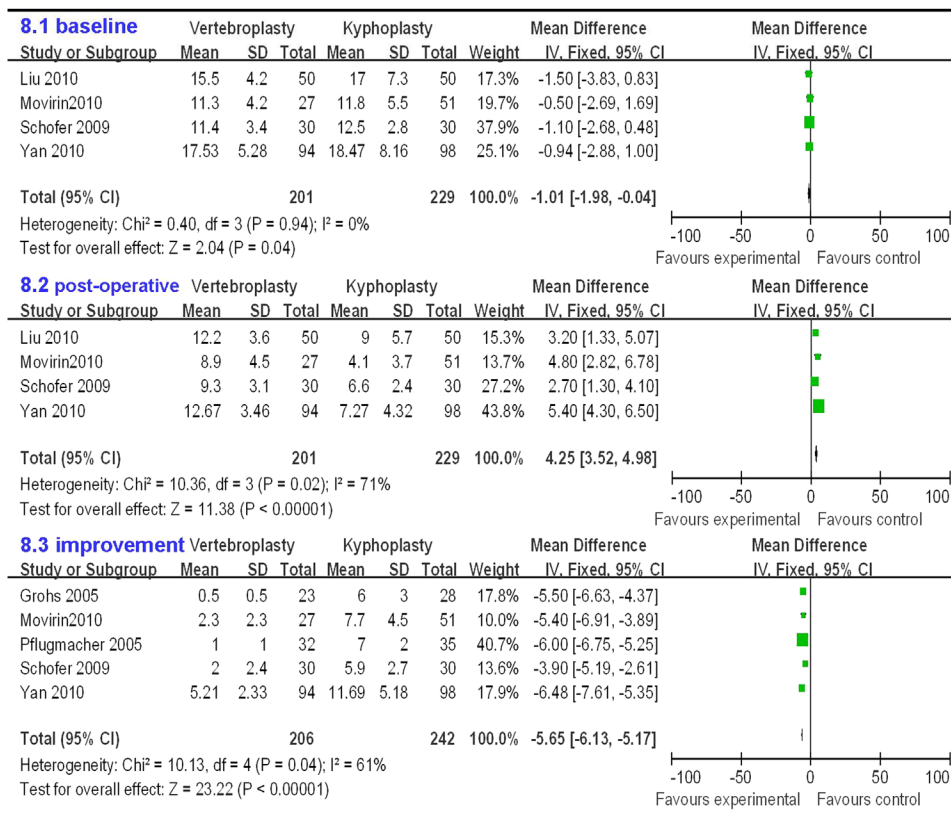 8.1 baseline Vertebroplasty Kyphoplasty Mean Difference Mean Difference
Study or Subgroup Mean SD Total Mean SD Total Weight IV, Fixed, 95% CI IV, Fixed, 95% CI
Liu 2010 15.5 4.2 50 17 7.3 50 17.3% -1.50 [-3.83, 0.83]
Movirin2010 11.3 4.2 27 11.8 5.5 51 19.7% -0.50 [-2.69, 1.69]
Schofer 2009 11.4 3.4 30 12.5 2.8 30 37.9% -1.10 [-2.68, 0.48]
Yan 2010 17.53 5.28 94 18.47 8.16 98 25.1% -0.94 [-2.88, 1.00]
Total (95% CI) 201 229 100.0% -1.01 [-1.98, -0.04]
Heterogeneity: Chi² = 0.40, df = 3 (P = 0.94); I² = 0%
Test for overall effect: Z = 2.04 (P = 0.04)
-100 -50 0 50 100
Favours experimental Favours control
8.2 post-operative Vertebroplasty Kyphoplasty Mean Difference Mean Difference
Study or Subgroup Mean SD Total Mean SD Total Weight IV, Fixed, 95% CI IV, Fixed, 95% CI
Liu 2010 12.2 3.6 50 9 5.7 50 15.3% 3.20 [1.33, 5.07]
Movirin2010 8.9 4.5 27 4.1 3.7 51 13.7% 4.80 [2.82, 6.78]
Schofer 2009 9.3 3.1 30 6.6 2.4 30 27.2% 2.70 [1.30, 4.10]
Yan 2010 12.67 3.46 94 7.27 4.32 98 43.8% 5.40 [4.30, 6.50]
Total (95% CI) 201 229 100.0% 4.25 [3.52, 4.98]
Heterogeneity: Chi² = 10.36, df = 3 (P = 0.02); I² = 71%
Test for overall effect: Z = 11.38 (P < 0.00001)
-100 -50 0 50 100
Favours experimental Favours control
8.3 improvement Vertebroplasty Kyphoplasty Mean Difference Mean Difference
Study or Subgroup Mean SD Total Mean SD Total Weight IV, Fixed, 95% CI IV, Fixed, 95% CI
Grohs 2005 0.5 0.5 23 6 3 28 17.8% -5.50 [-6.63, -4.37]
Movirin2010 2.3 2.3 27 7.7 4.5 51 10.0% -5.40 [-6.91, -3.89]
Pflugmacher 2005 1 1 32 7 2 35 40.7% -6.00 [-6.75, -5.25]
Schofer 2009 2 2.4 30 5.9 2.7 30 13.6% -3.90 [-5.19, -2.61]
Yan 2010 5.21 2.33 94 11.69 5.18 98 17.9% -6.48 [-7.61, -5.35]
Total (95% CI) 206 242 100.0% -5.65 [-6.13, -5.17]
Heterogeneity: Chi² = 10.13, df = 4 (P = 0.04); I² = 61%
Test for overall effect: Z = 23.22 (P < 0.00001)
-100 -50 0 50 100
Favours experimental Favours control